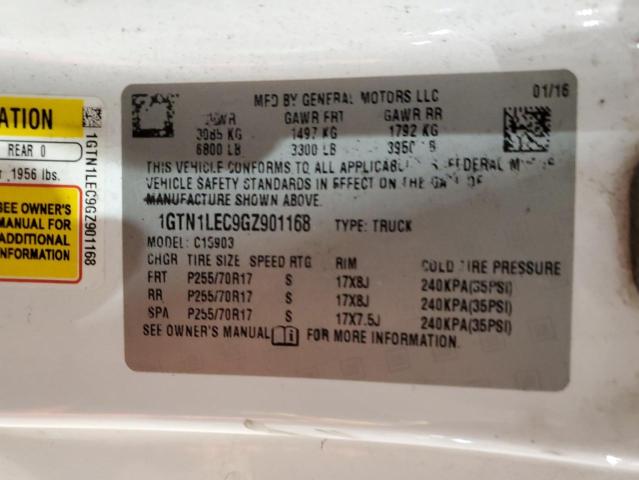 ATION
REAR 0
, 1956 lbs.
SEE OWNER'S
MANUAL FOR
ADDITIONAL
INFORMATION
1GTN1LEC9GZ901168
MFD BY GENERAL MOTORS LLC 01/16
GAWR FRT GAWR RR
3085 KG 1497 KG 1792 KG
6800 LB 3300 LB 3950
THIS VEHICLE CONFORMS TO ALL FEDERAL
VEHICLE SAFETY STANDARDS IN EFFECT ON THE OF
MANUFACTURE SHOWN ABOVE.
1GTN1LEC9GZ901168 TYPE: TRUCK
MODEL: C15903
CHGR TIRE SIZE SPEED RTG RIM COLD TIRE PRESSURE
FRT P255/70R17 S 17X8J 240KPA(35PSI)
RR P255/70R17 S 17X8J 240KPA(35PSI)
SPA P255/70R17 S 17X7.5J 240KPA(35PSI)
SEE OWNER'S MANUAL FOR MORE INFORMATION.